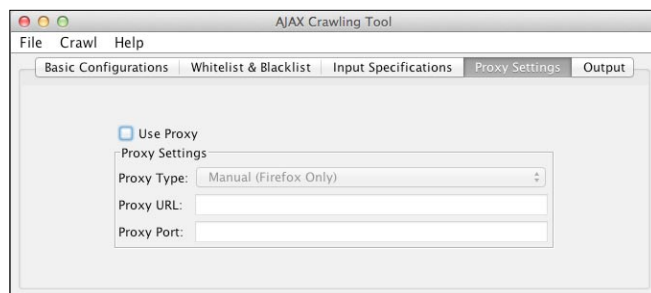 AJAX Crawling Tool
File Crawl Help
Basic Configurations Whitelist & Blacklist Input Specifications Proxy Settings Output
Use Proxy
Proxy Settings
Proxy Type: Manual (Firefox Only)
Proxy URL:
Proxy Port: